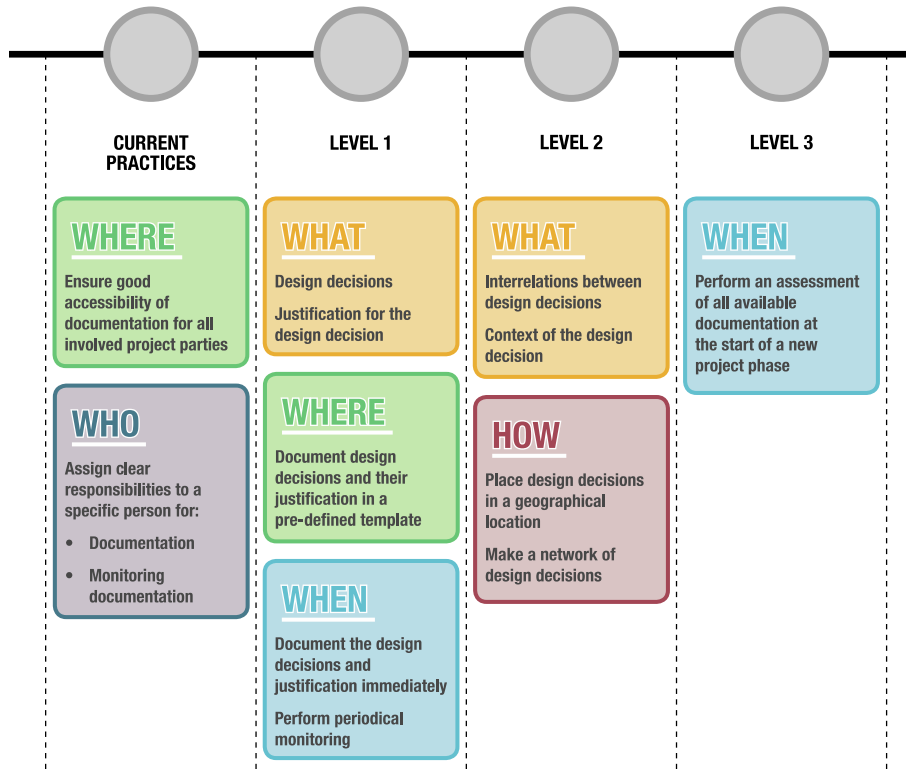 CURRENT
PRACTICES
WHERE
Ensure good
accessibility of
documentation for all
involved project parties
WHO
Assign clear
responsibilities to a
specific person for:
• Documentation
• Monitoring
documentation
LEVEL 1
WHAT
Design decisions
Justification for the
design decision
WHERE
Document design
decisions and their
justification in a
pre-defined template
WHEN
Document the design
decisions and
justification immediately
Perform periodical
monitoring
LEVEL 2
WHAT
Interrelations between
design decisions
Context of the design
decision
HOW
Place design decisions
in a geographical
location
Make a network of
design decisions
LEVEL 3
WHEN
Perform an assessment
of all available
documentation at
the start of a new
project phase